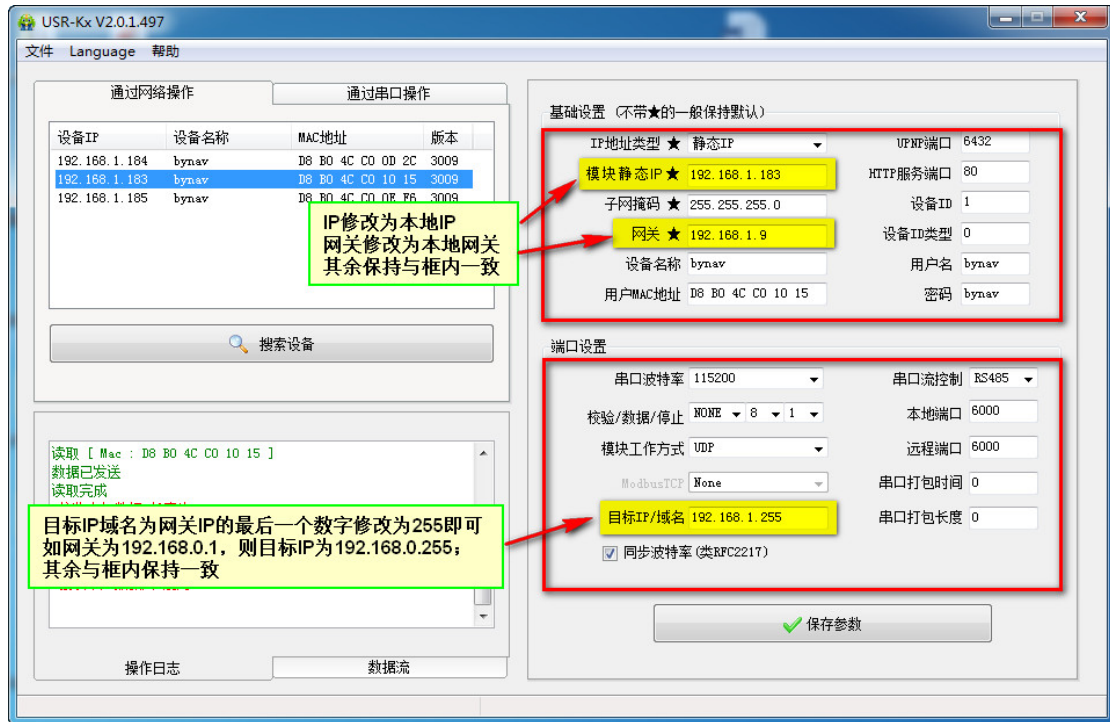 USR-Kx V2.0.1.497
文件 Language 帮助
通过网络操作 通过串口操作
设备IP 设备名称 MAC地址 版本
192.168.1.184 bynav D8 B0 4C C0 0D 2C 3009
192.168.1.183 bynav D8 B0 4C C0 10 15 3009
192.168.1.185 bynav D8 B0 4C C0 0E F6 3009
IP修改为本地IP
网关修改为本地网关
其余保持与框内一致
搜索设备
读取 [ Mac : D8 B0 4C C0 10 15 ]
数据已发送
读取完成
目标IP域名为网关IP的最后一个数字修改为255即可
如网关为192.168.0.1，则目标IP为192.168.0.255；
其余与框内保持一致
操作日志 数据流
基础设置 (不带★的一般保持默认)
IP地址类型 ★ 静态IP UPNP端口 6432
模块静态IP★ 192.168.1.183 HTTP服务端口 80
子网掩码 ★ 255.255.255.0 设备ID 1
网关 ★ 192.168.1.9 设备ID类型 0
设备名称 bynav 用户名 bynav
用户MAC地址 D8 B0 4C C0 10 15 密码 bynav
端口设置
串口波特率 115200 串口流控制 RS485
校验/数据/停止 NONE 8 1 本地端口 6000
模块工作方式 UDP 远程端口 6000
ModbusTCP None 串口打包时间 0
目标IP/域名 192.168.1.255 串口打包长度 0
同步波特率(类RFC2217)
保存参数